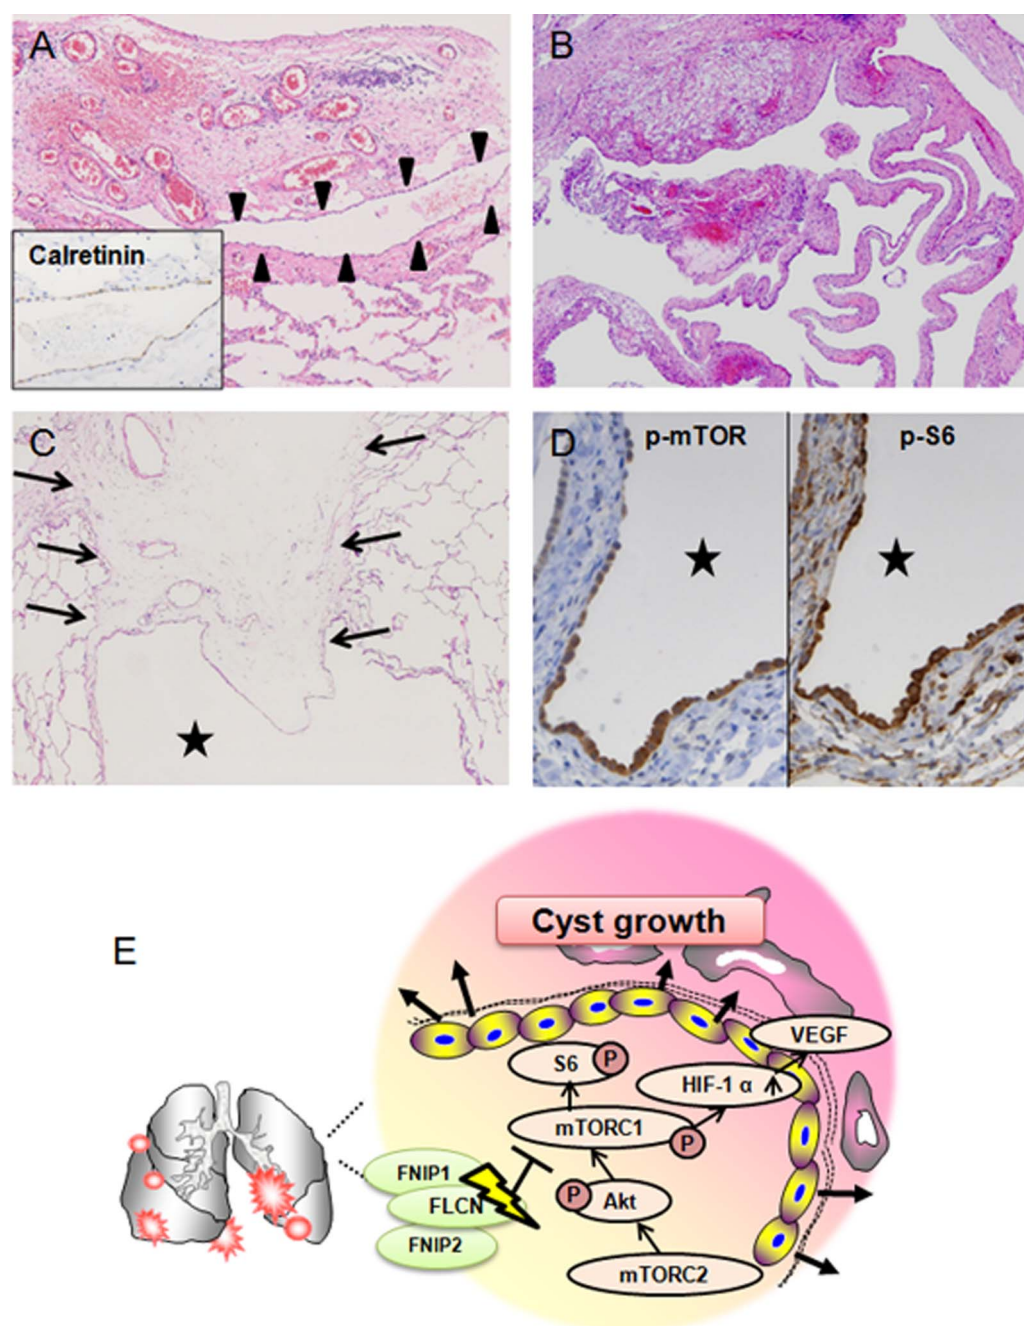 A
B
Calretinin
C
D
p-mTOR
p-S6
E
Cyst growth
VEGF
S6
P
HIF-1 α
mTORC1
P
FNIP1
FLCN
P
Akt
FNIP2
mTORC2